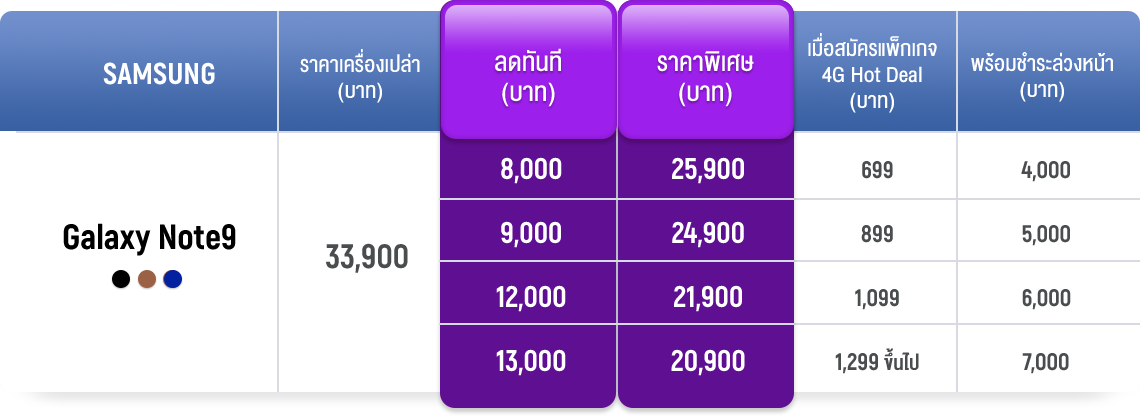 SAMSUNG
ราคาเครื่องเปล่า
(บาท)
ลดทันที
(บาท)
ราคาพิเศษ
(บาท)
เมื่อสมัครแพ็กเกจ
4G Hot Deal
(บาท)
พร้อมชำระล่วงหน้า
(บาท)
Galaxy Note9
33,900
8,000 25,900 699 4,000
9,000 24,900 899 5,000
12,000 21,900 1,099 6,000
13,000 20,900 1,299 ขึ้นไป 7,000